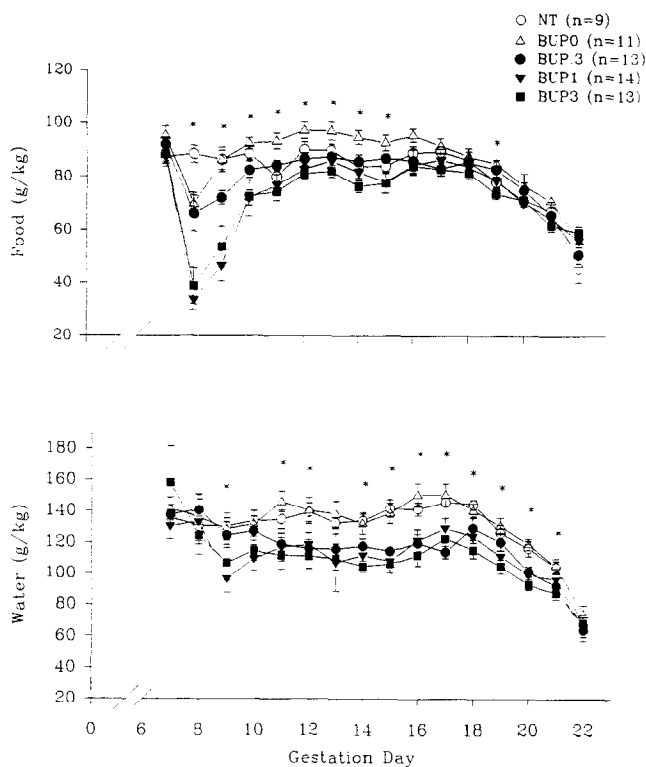 NT (n=9)
BUP0 (n=11)
BUP.3 (n=13)
BUP1 (n=14)
BUP3 (n=13)
120
100
80
60
40
20
Food (g/kg)
* * * * * * * * *
180
160
140
120
100
80
60
40
20
Water (g/kg)
* * * * * * * * * *
0 6 8 10 12 14 16 18 20 22
Gestation Day